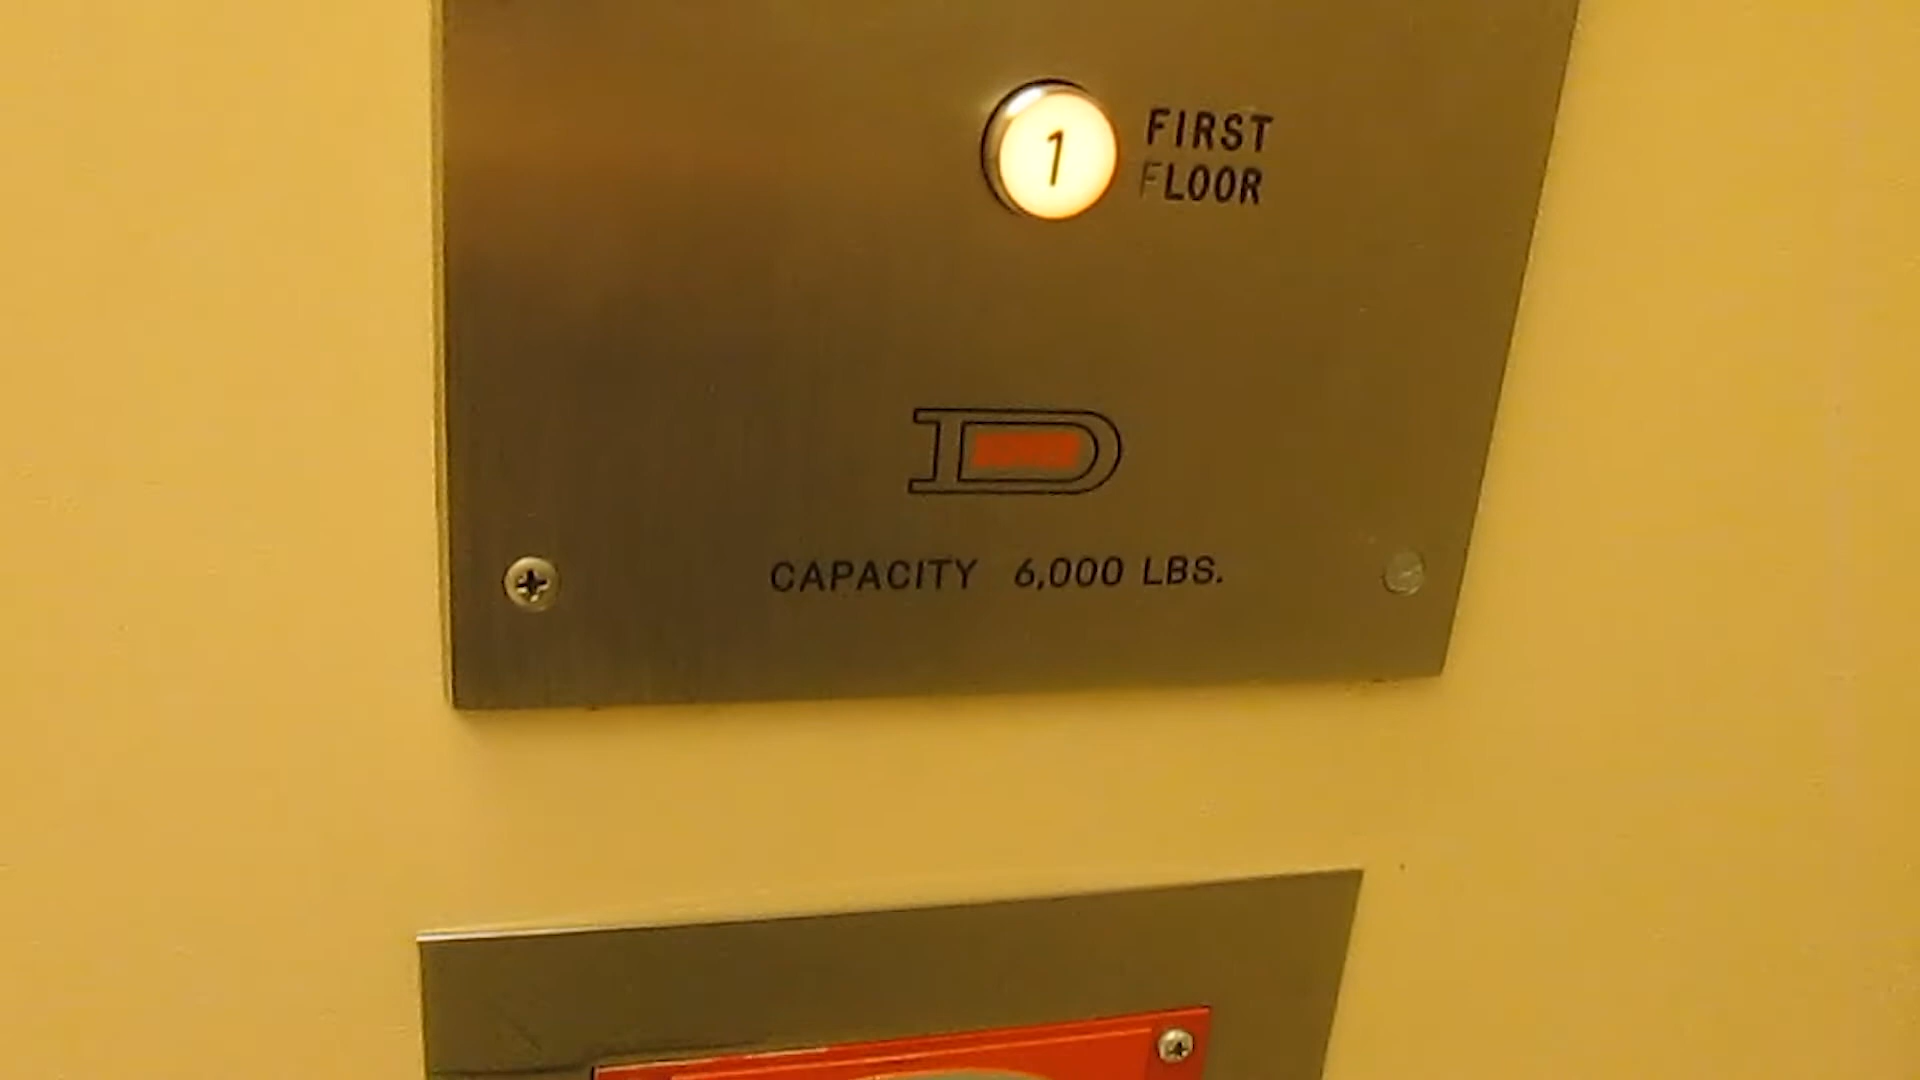 1
FIRST
FLOOR
D
CAPACITY 6,000 LBS.